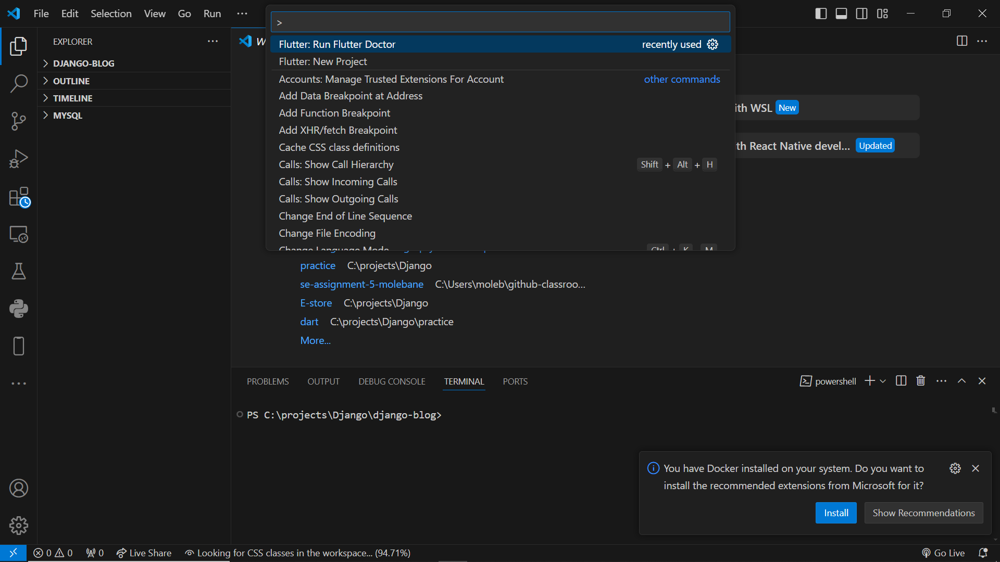 File Edit Selection View Go Run ···
>
EXPLORER
W
Flutter: Run Flutter Doctor recently used
Flutter: New Project
Accounts: Manage Trusted Extensions For Account other commands
Add Data Breakpoint at Address
Add Function Breakpoint
Add XHR/fetch Breakpoint
Cache CSS class definitions
Calls: Show Call Hierarchy Shift + Alt + H
Calls: Show Incoming Calls
Calls: Show Outgoing Calls
Change End of Line Sequence
Change File Encoding
Change Language Mode Ctrl + K M
DJANGO-BLOG
OUTLINE
TIMELINE
MYSQL
ith WSL New
th React Native devel... Updated
practice C:\projects\Django
se-assignment-5-molebane C:\Users\moleb\github-classroo...
E-store C:\projects\Django
dart C:\projects\Django\practice
More...
PROBLEMS OUTPUT DEBUG CONSOLE TERMINAL PORTS powershell
PS C:\projects\Django\django-blog>
You have Docker installed on your system. Do you want to
install the recommended extensions from Microsoft for it?
Install Show Recommendations
0 0 0 Live Share Looking for CSS classes in the workspace... (94.71%) Go Live